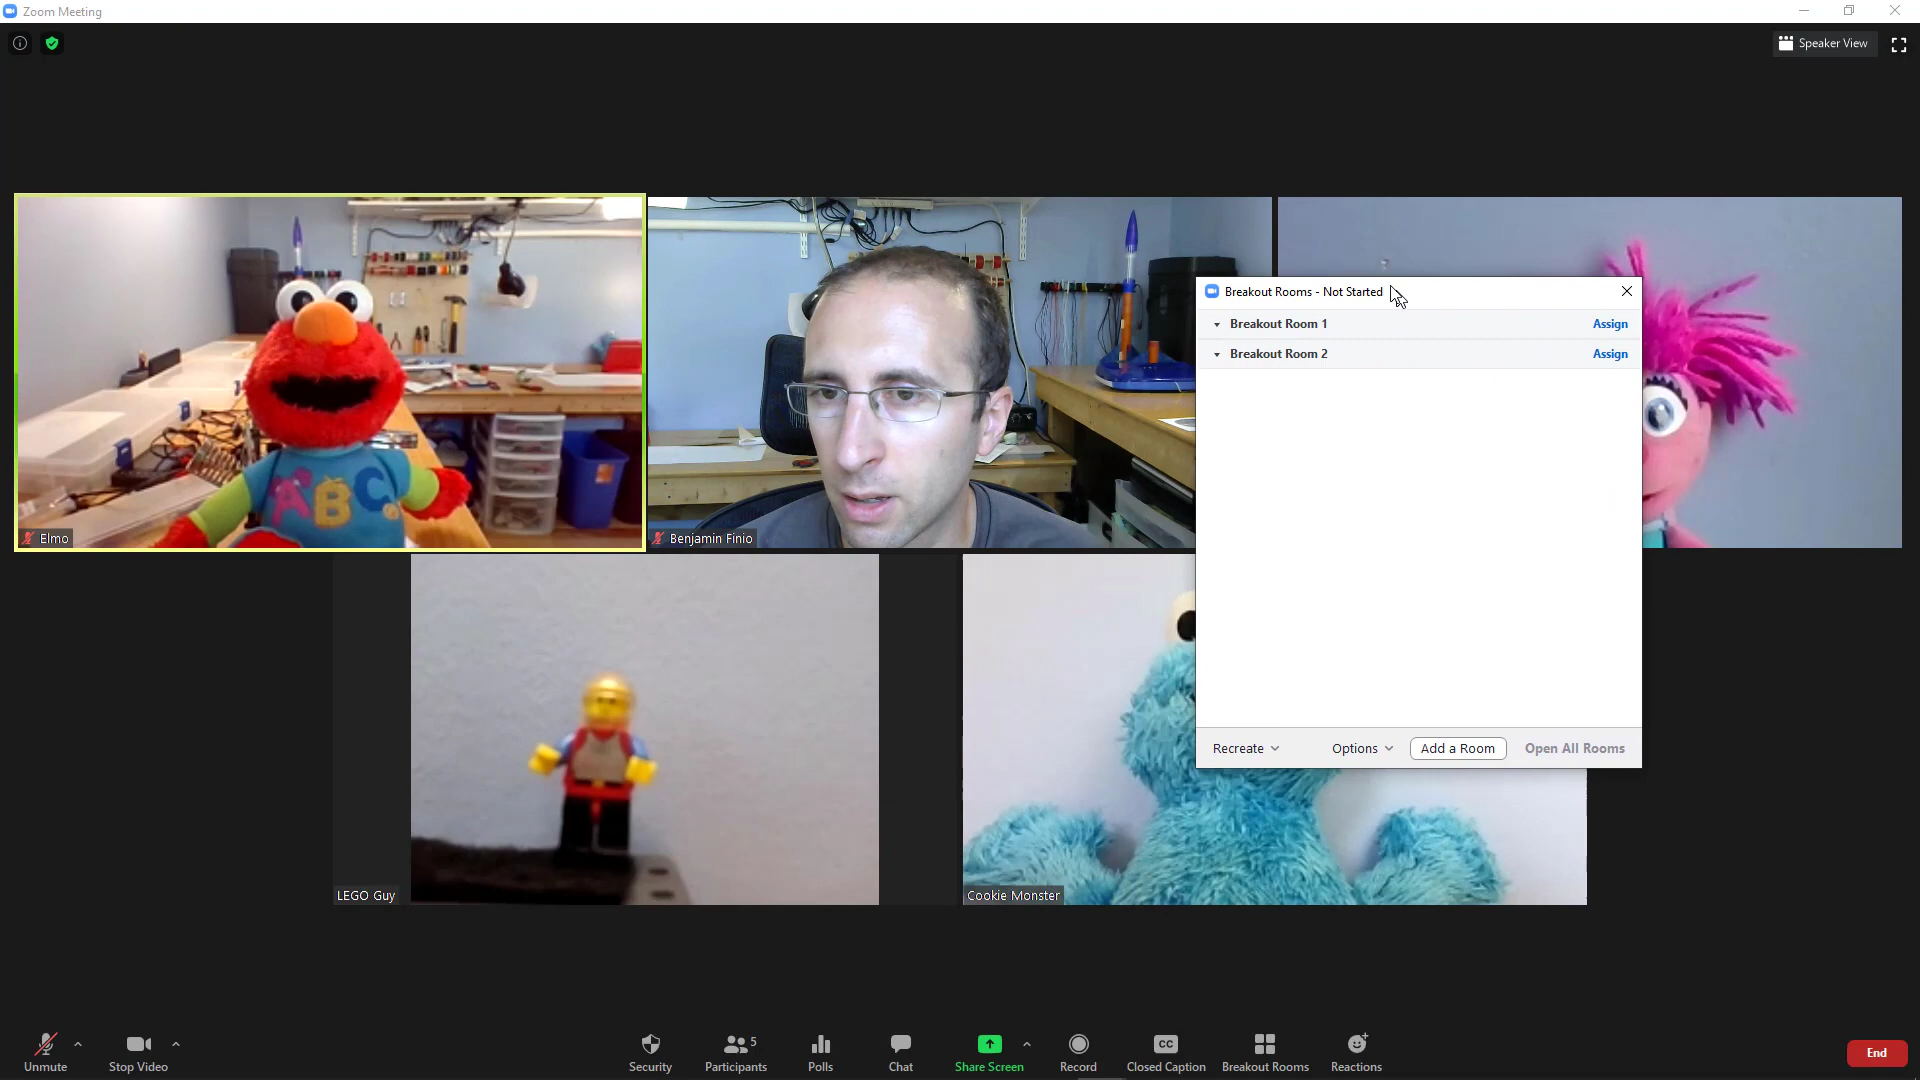 Zoom Meeting
Speaker View
Breakout Rooms - Not Started
Breakout Room 1 Assign
Breakout Room 2 Assign
ABC
Elmo
Benjamin Finio
Recreate Options Add a Room Open All Rooms
LEGO Guy
Cookie Monster
5
CC
Unmute Stop Video Security Participants Polls Chat Share Screen Record Closed Caption Breakout Rooms Reactions End